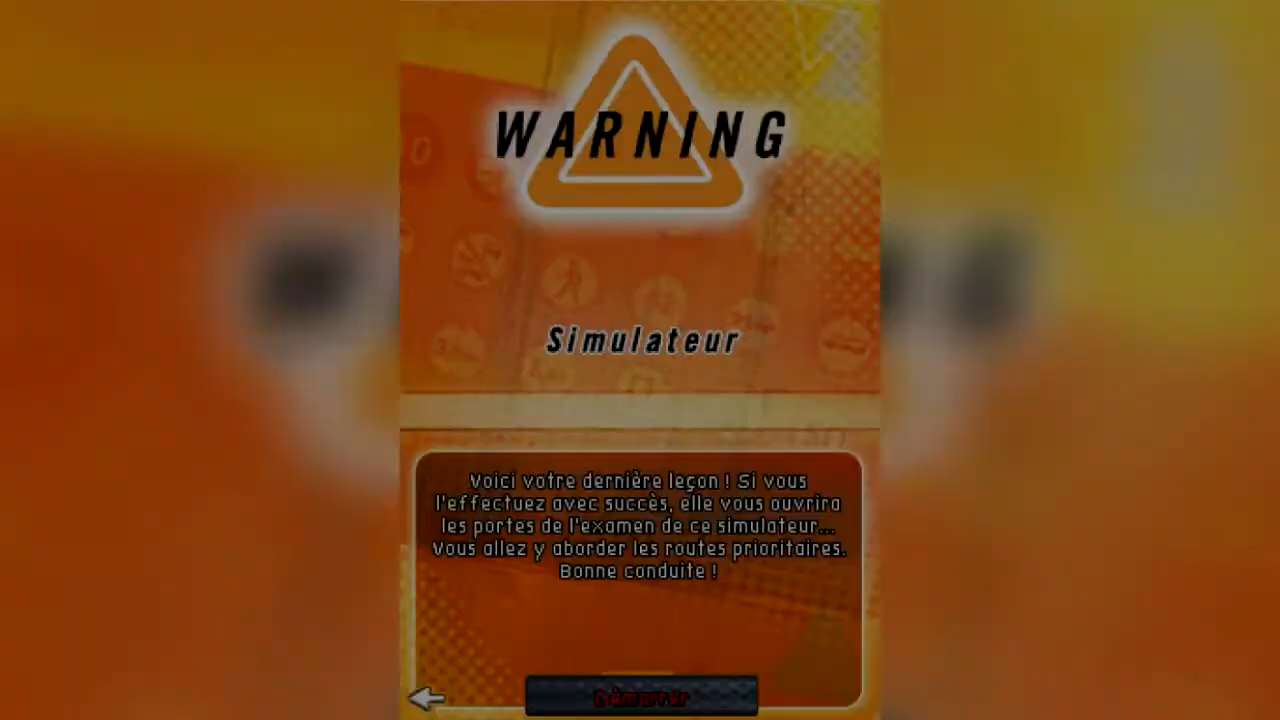 WARNING
Simulateur
Voici votre dernière leçon ! Si vous
l'effectuez avec succès, elle vous ouvrira
les portes de l'examen de ce simulateur...
Vous allez y aborder les routes prioritaires.
Bonne conduite !
Démarrer